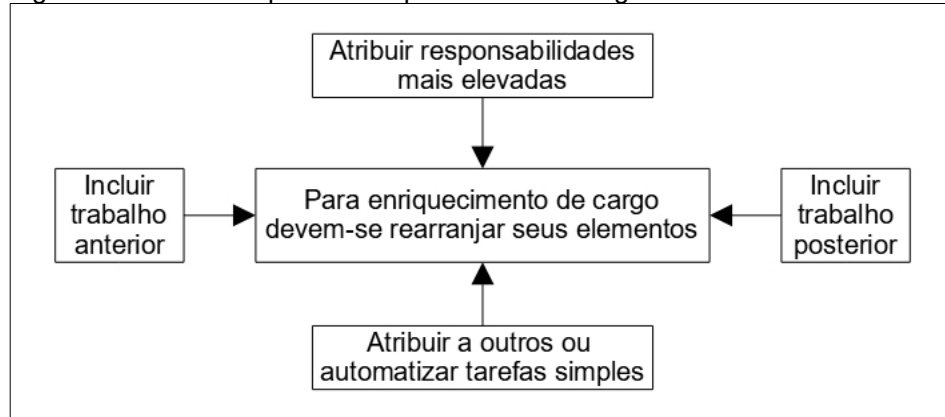 Atribuir responsabilidades
mais elevadas
Incluir
trabalho
anterior
Para enriquecimento de cargo
devem-se rearranjar seus elementos
Incluir
trabalho
posterior
Atribuir a outros ou
automatizar tarefas simples